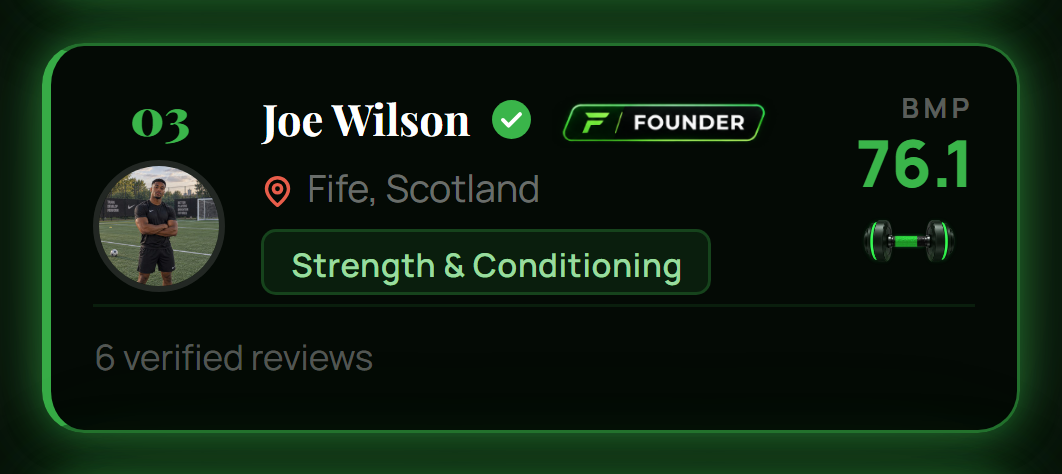 03
Joe Wilson
F / FOUNDER
Fife, Scotland
Strength & Conditioning
BMP
76.1
6 verified reviews